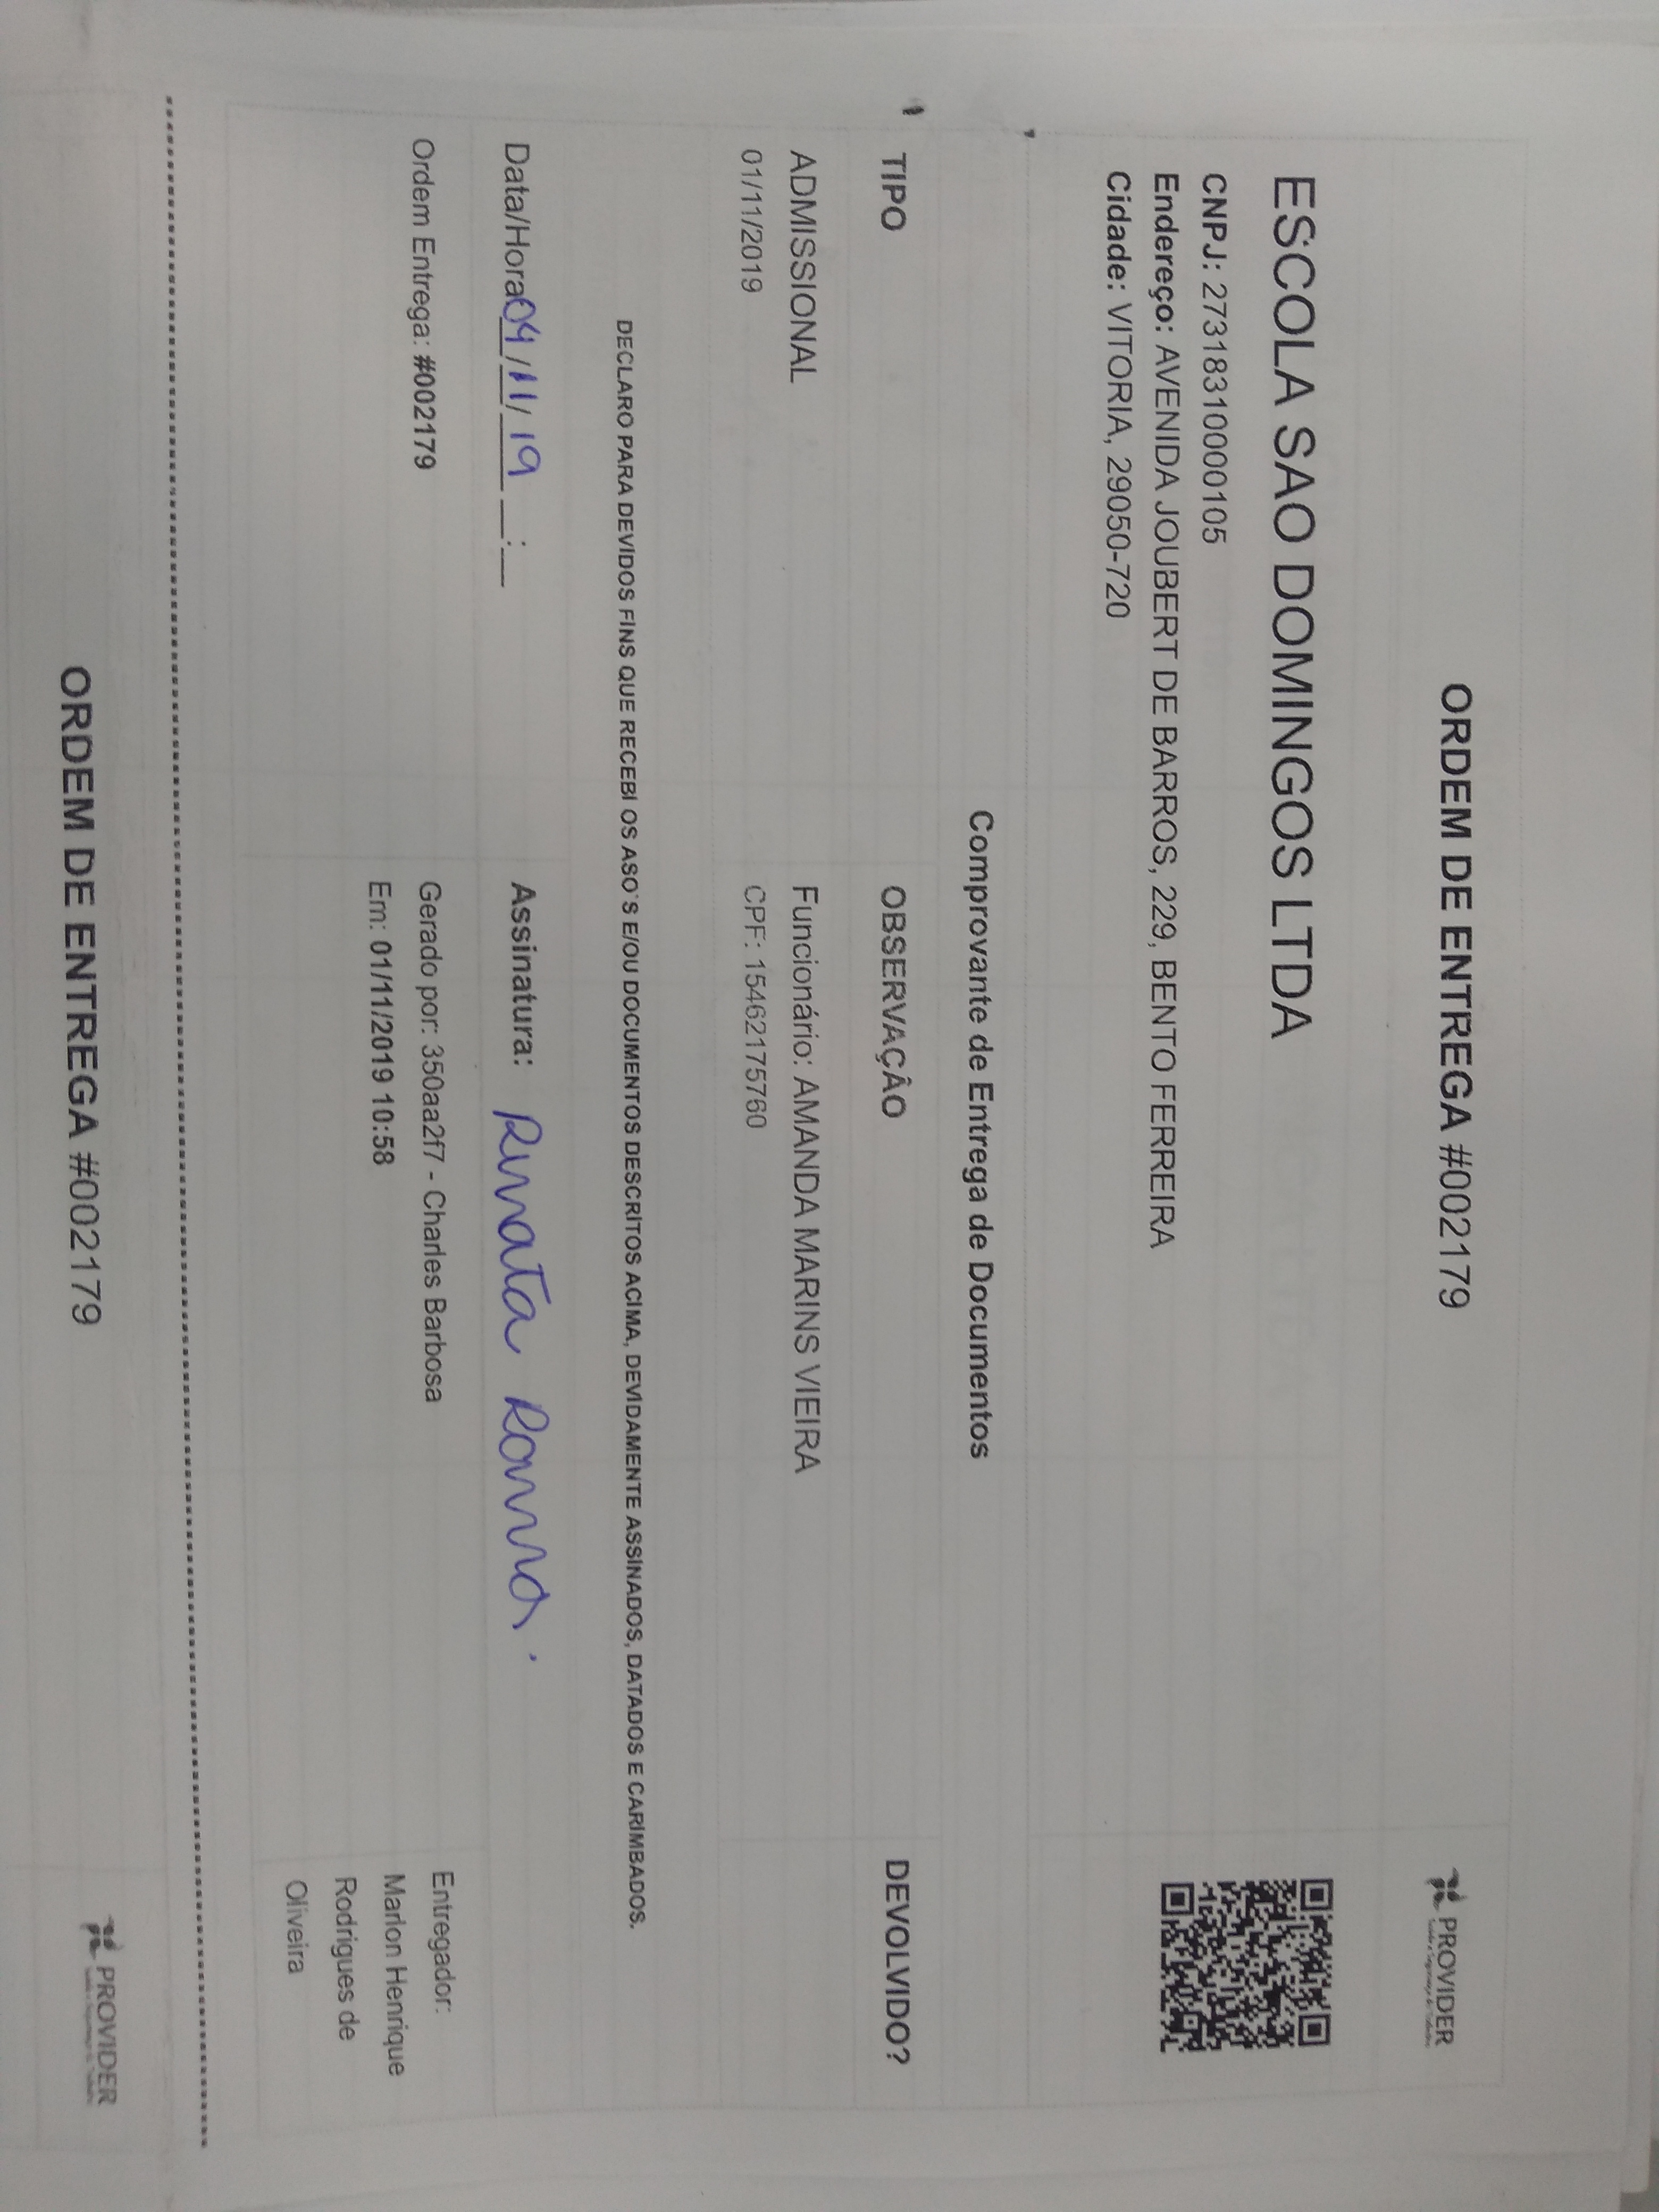 ORDEM DE ENTREGA #002179
PROVIDER
ESCOLA SAO DOMINGOS LTDA
CNPJ: 27318310000105
Endereço: AVENIDA JOUBERT DE BARROS, 229, BENTO FERREIRA
Cidade: VITORIA, 29050-720
Comprovante de Entrega de Documentos
TIPO OBSERVAÇÂO DEVOLVIDO?
ADMISSIONAL Funcionário: AMANDA MARINS VIEIRA
01/11/2019 CPF: 15462175760
DECLARO PARA DEVIDOS FINS QUE RECEBI OS ASO`S E/OU DOCUMENTOS DESCRITOS ACIMA, DEVIDAMENTE ASSINADOS, DATADOS E CARIMBADOS.
Data/Hora 04/11/19 __:__ Assinatura: Renata
Ordem Entrega: #002179 Gerado por: 350aa2f7 - Charles Barbosa Entregador:
Em: 01/11/2019 10:58 Marlon Henrique
Rodrigues de
Oliveira
ORDEM DE ENTREGA #002179
PROVIDER